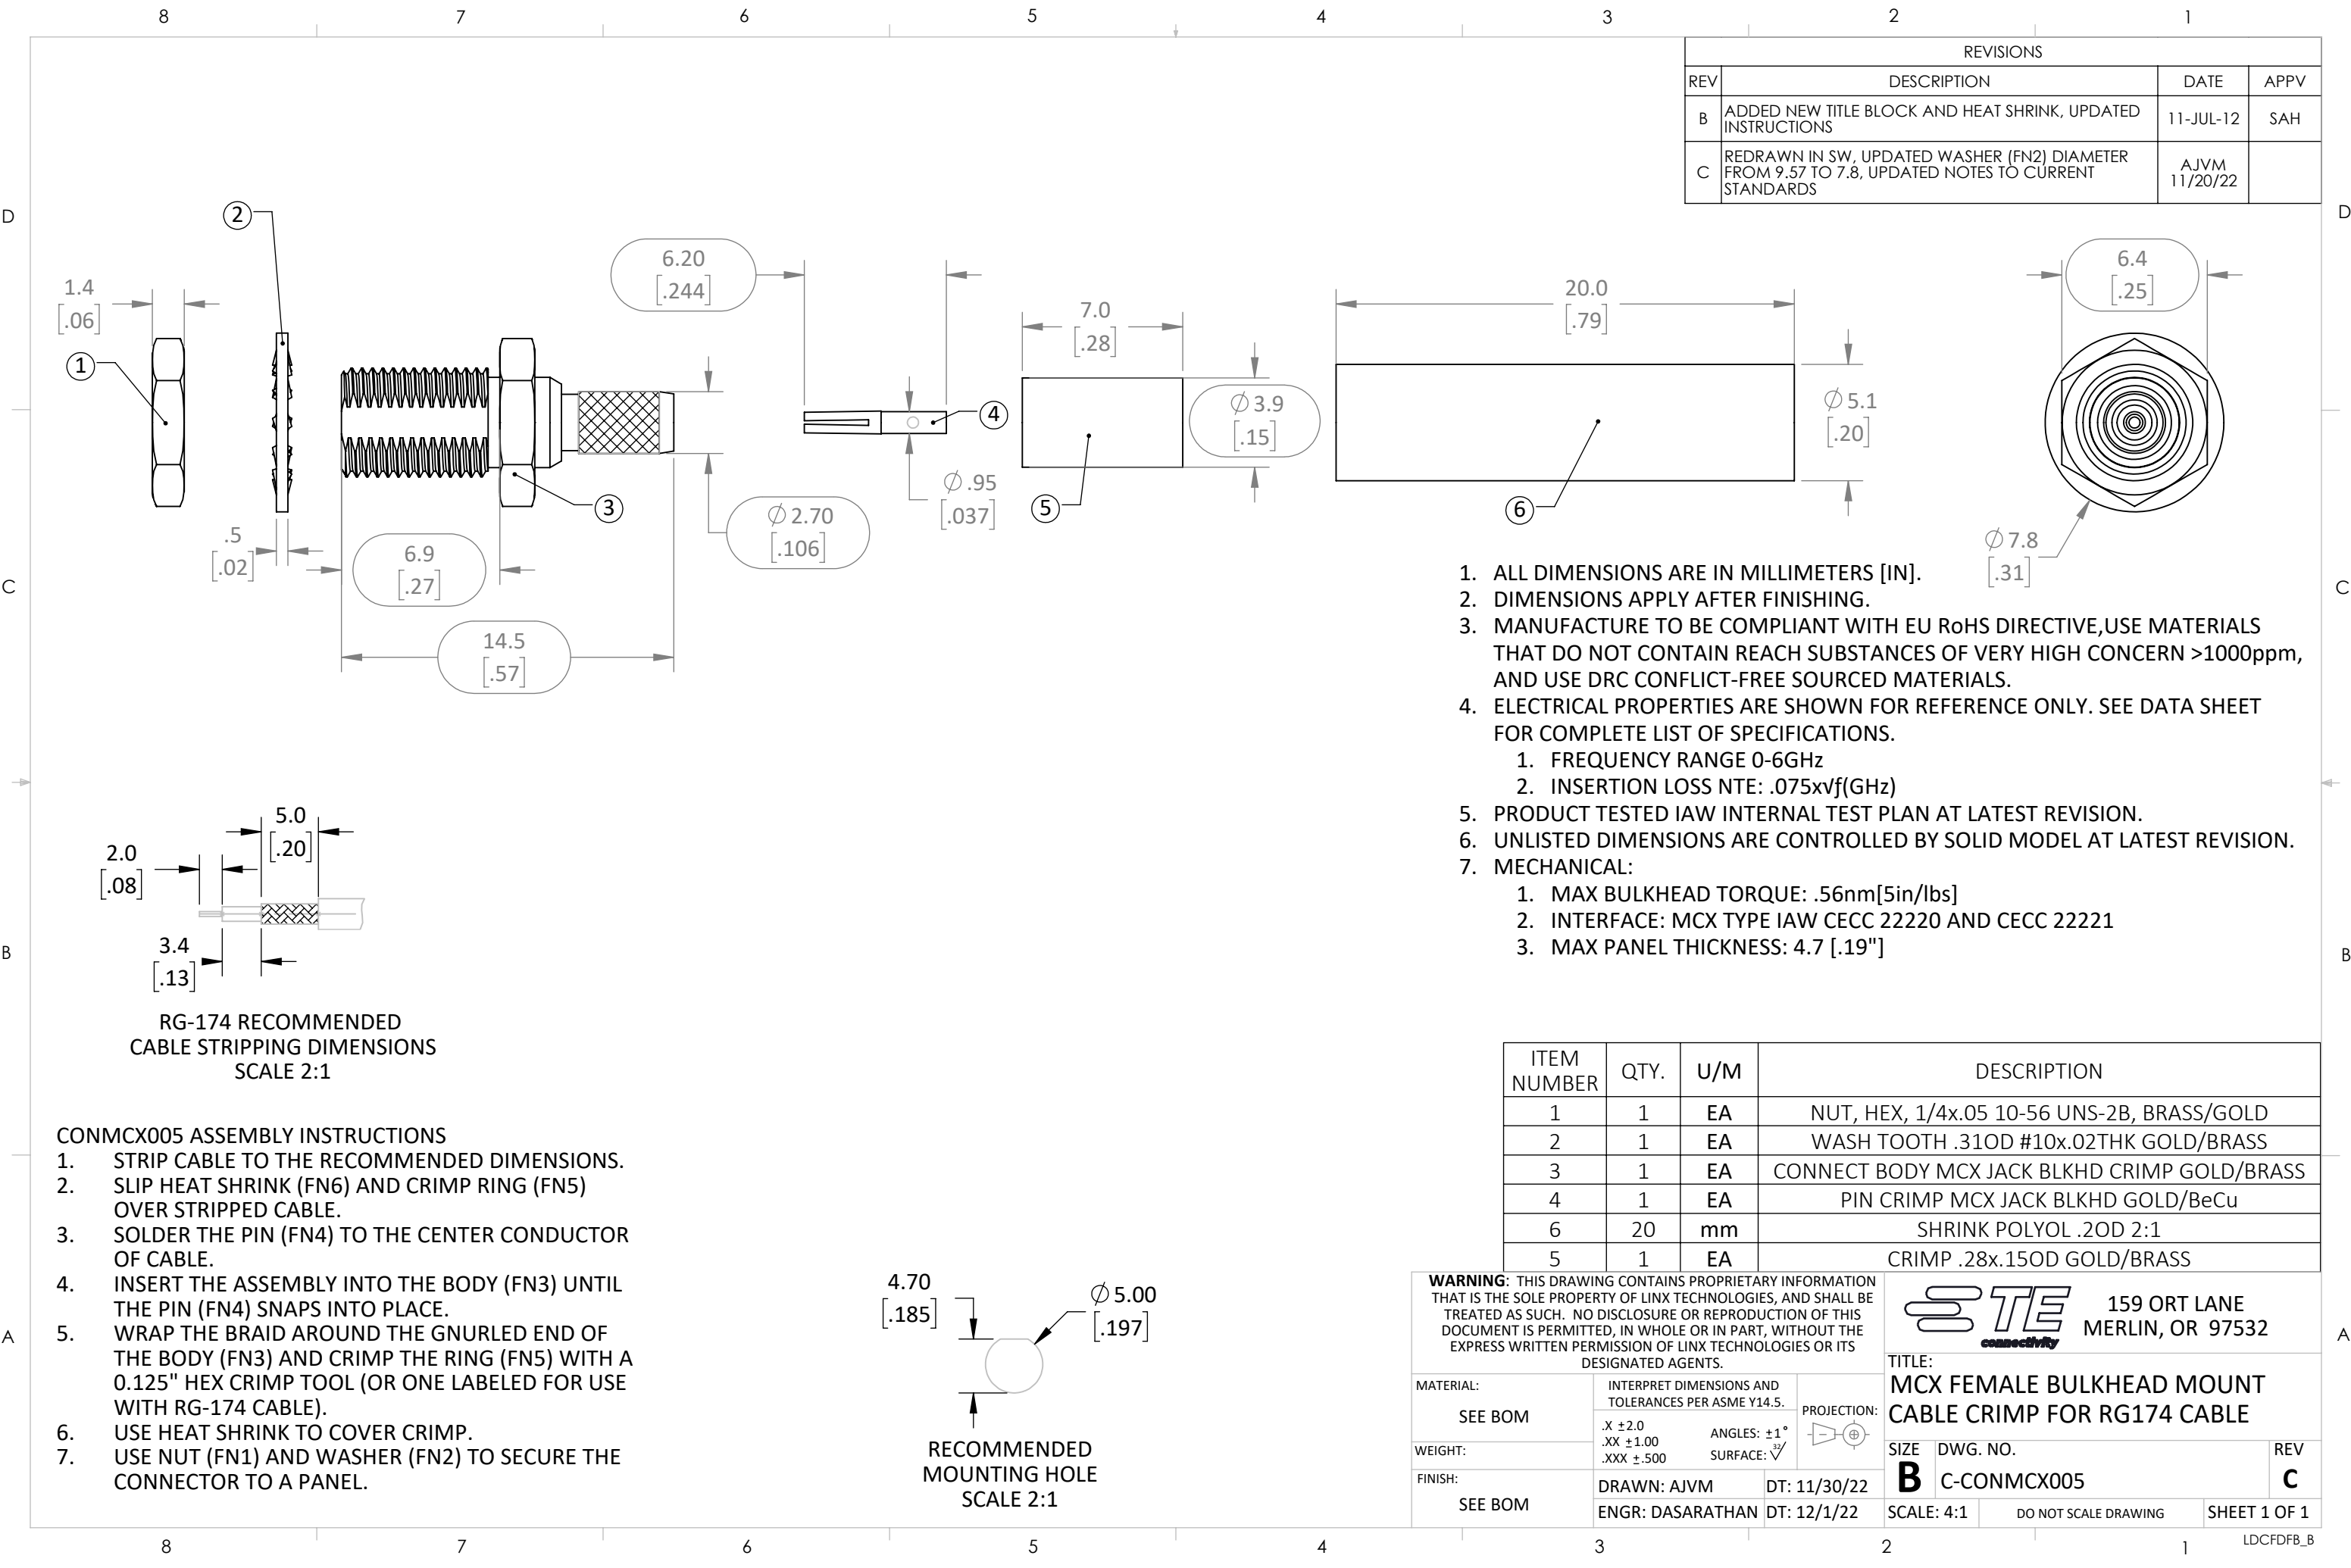 8 7 6 5 4 3 2 1
REVISIONS
REV DESCRIPTION DATE APPV
B ADDED NEW TITLE BLOCK AND HEAT SHRINK, UPDATED INSTRUCTIONS 11-JUL-12 SAH
C REDRAWN IN SW, UPDATED WASHER (FN2) DIAMETER FROM 9.57 TO 7.8, UPDATED NOTES TO CURRENT STANDARDS AJVM 11/20/22
D D
2
1.4
[.06]
1
.5
[.02]
6.9
[.27]
14.5
[.57]
3
6.20
[.244]
∅ 2.70
[.106]
4
∅ .95
[.037]
7.0
[.28]
5
∅ 3.9
[.15]
20.0
[.79]
6
∅ 5.1
[.20]
6.4
[.25]
∅ 7.8
[.31]
C C
1. ALL DIMENSIONS ARE IN MILLIMETERS [IN].
2. DIMENSIONS APPLY AFTER FINISHING.
3. MANUFACTURE TO BE COMPLIANT WITH EU RoHS DIRECTIVE,USE MATERIALS
THAT DO NOT CONTAIN REACH SUBSTANCES OF VERY HIGH CONCERN >1000ppm,
AND USE DRC CONFLICT-FREE SOURCED MATERIALS.
4. ELECTRICAL PROPERTIES ARE SHOWN FOR REFERENCE ONLY. SEE DATA SHEET
FOR COMPLETE LIST OF SPECIFICATIONS.
1. FREQUENCY RANGE 0-6GHz
2. INSERTION LOSS NTE: .075x√ƒ(GHz)
5. PRODUCT TESTED IAW INTERNAL TEST PLAN AT LATEST REVISION.
6. UNLISTED DIMENSIONS ARE CONTROLLED BY SOLID MODEL AT LATEST REVISION.
7. MECHANICAL:
1. MAX BULKHEAD TORQUE: .56nm[5in/lbs]
2. INTERFACE: MCX TYPE IAW CECC 22220 AND CECC 22221
3. MAX PANEL THICKNESS: 4.7 [.19"]
5.0
[.20]
2.0
[.08]
3.4
[.13]
B B
RG-174 RECOMMENDED
CABLE STRIPPING DIMENSIONS
SCALE 2:1
CONMCX005 ASSEMBLY INSTRUCTIONS
1. STRIP CABLE TO THE RECOMMENDED DIMENSIONS.
2. SLIP HEAT SHRINK (FN6) AND CRIMP RING (FN5)
OVER STRIPPED CABLE.
3. SOLDER THE PIN (FN4) TO THE CENTER CONDUCTOR
OF CABLE.
4. INSERT THE ASSEMBLY INTO THE BODY (FN3) UNTIL
THE PIN (FN4) SNAPS INTO PLACE.
5. WRAP THE BRAID AROUND THE GNURLED END OF
THE BODY (FN3) AND CRIMP THE RING (FN5) WITH A
0.125" HEX CRIMP TOOL (OR ONE LABELED FOR USE
WITH RG-174 CABLE).
6. USE HEAT SHRINK TO COVER CRIMP.
7. USE NUT (FN1) AND WASHER (FN2) TO SECURE THE
CONNECTOR TO A PANEL.
4.70
[.185]
∅ 5.00
[.197]
RECOMMENDED
MOUNTING HOLE
SCALE 2:1
ITEM NUMBER QTY. U/M DESCRIPTION
1 1 EA NUT, HEX, 1/4x.05 10-56 UNS-2B, BRASS/GOLD
2 1 EA WASH TOOTH .31OD #10x.02THK GOLD/BRASS
3 1 EA CONNECT BODY MCX JACK BLKHD CRIMP GOLD/BRASS
4 1 EA PIN CRIMP MCX JACK BLKHD GOLD/BeCu
6 20 mm SHRINK POLYOL .2OD 2:1
5 1 EA CRIMP .28x.15OD GOLD/BRASS
A A
WARNING: THIS DRAWING CONTAINS PROPRIETARY INFORMATION
THAT IS THE SOLE PROPERTY OF LINX TECHNOLOGIES, AND SHALL BE
TREATED AS SUCH. NO DISCLOSURE OR REPRODUCTION OF THIS
DOCUMENT IS PERMITTED, IN WHOLE OR IN PART, WITHOUT THE
EXPRESS WRITTEN PERMISSION OF LINX TECHNOLOGIES OR ITS
DESIGNATED AGENTS.
TE
connectivity
159 ORT LANE
MERLIN, OR 97532
MATERIAL:
SEE BOM
WEIGHT:
FINISH:
SEE BOM
INTERPRET DIMENSIONS AND
TOLERANCES PER ASME Y14.5.
.X ±2.0
.XX ±1.00
.XXX ±.500
ANGLES: ±1°
SURFACE: 32/
PROJECTION:
DRAWN: AJVM DT: 11/30/22
ENGR: DASARATHAN DT: 12/1/22
TITLE:
MCX FEMALE BULKHEAD MOUNT
CABLE CRIMP FOR RG174 CABLE
SIZE DWG. NO. REV
B C-CONMCX005 C
SCALE: 4:1 DO NOT SCALE DRAWING SHEET 1 OF 1
8 7 6 5 4 3 2 1
LDCFDFB_B